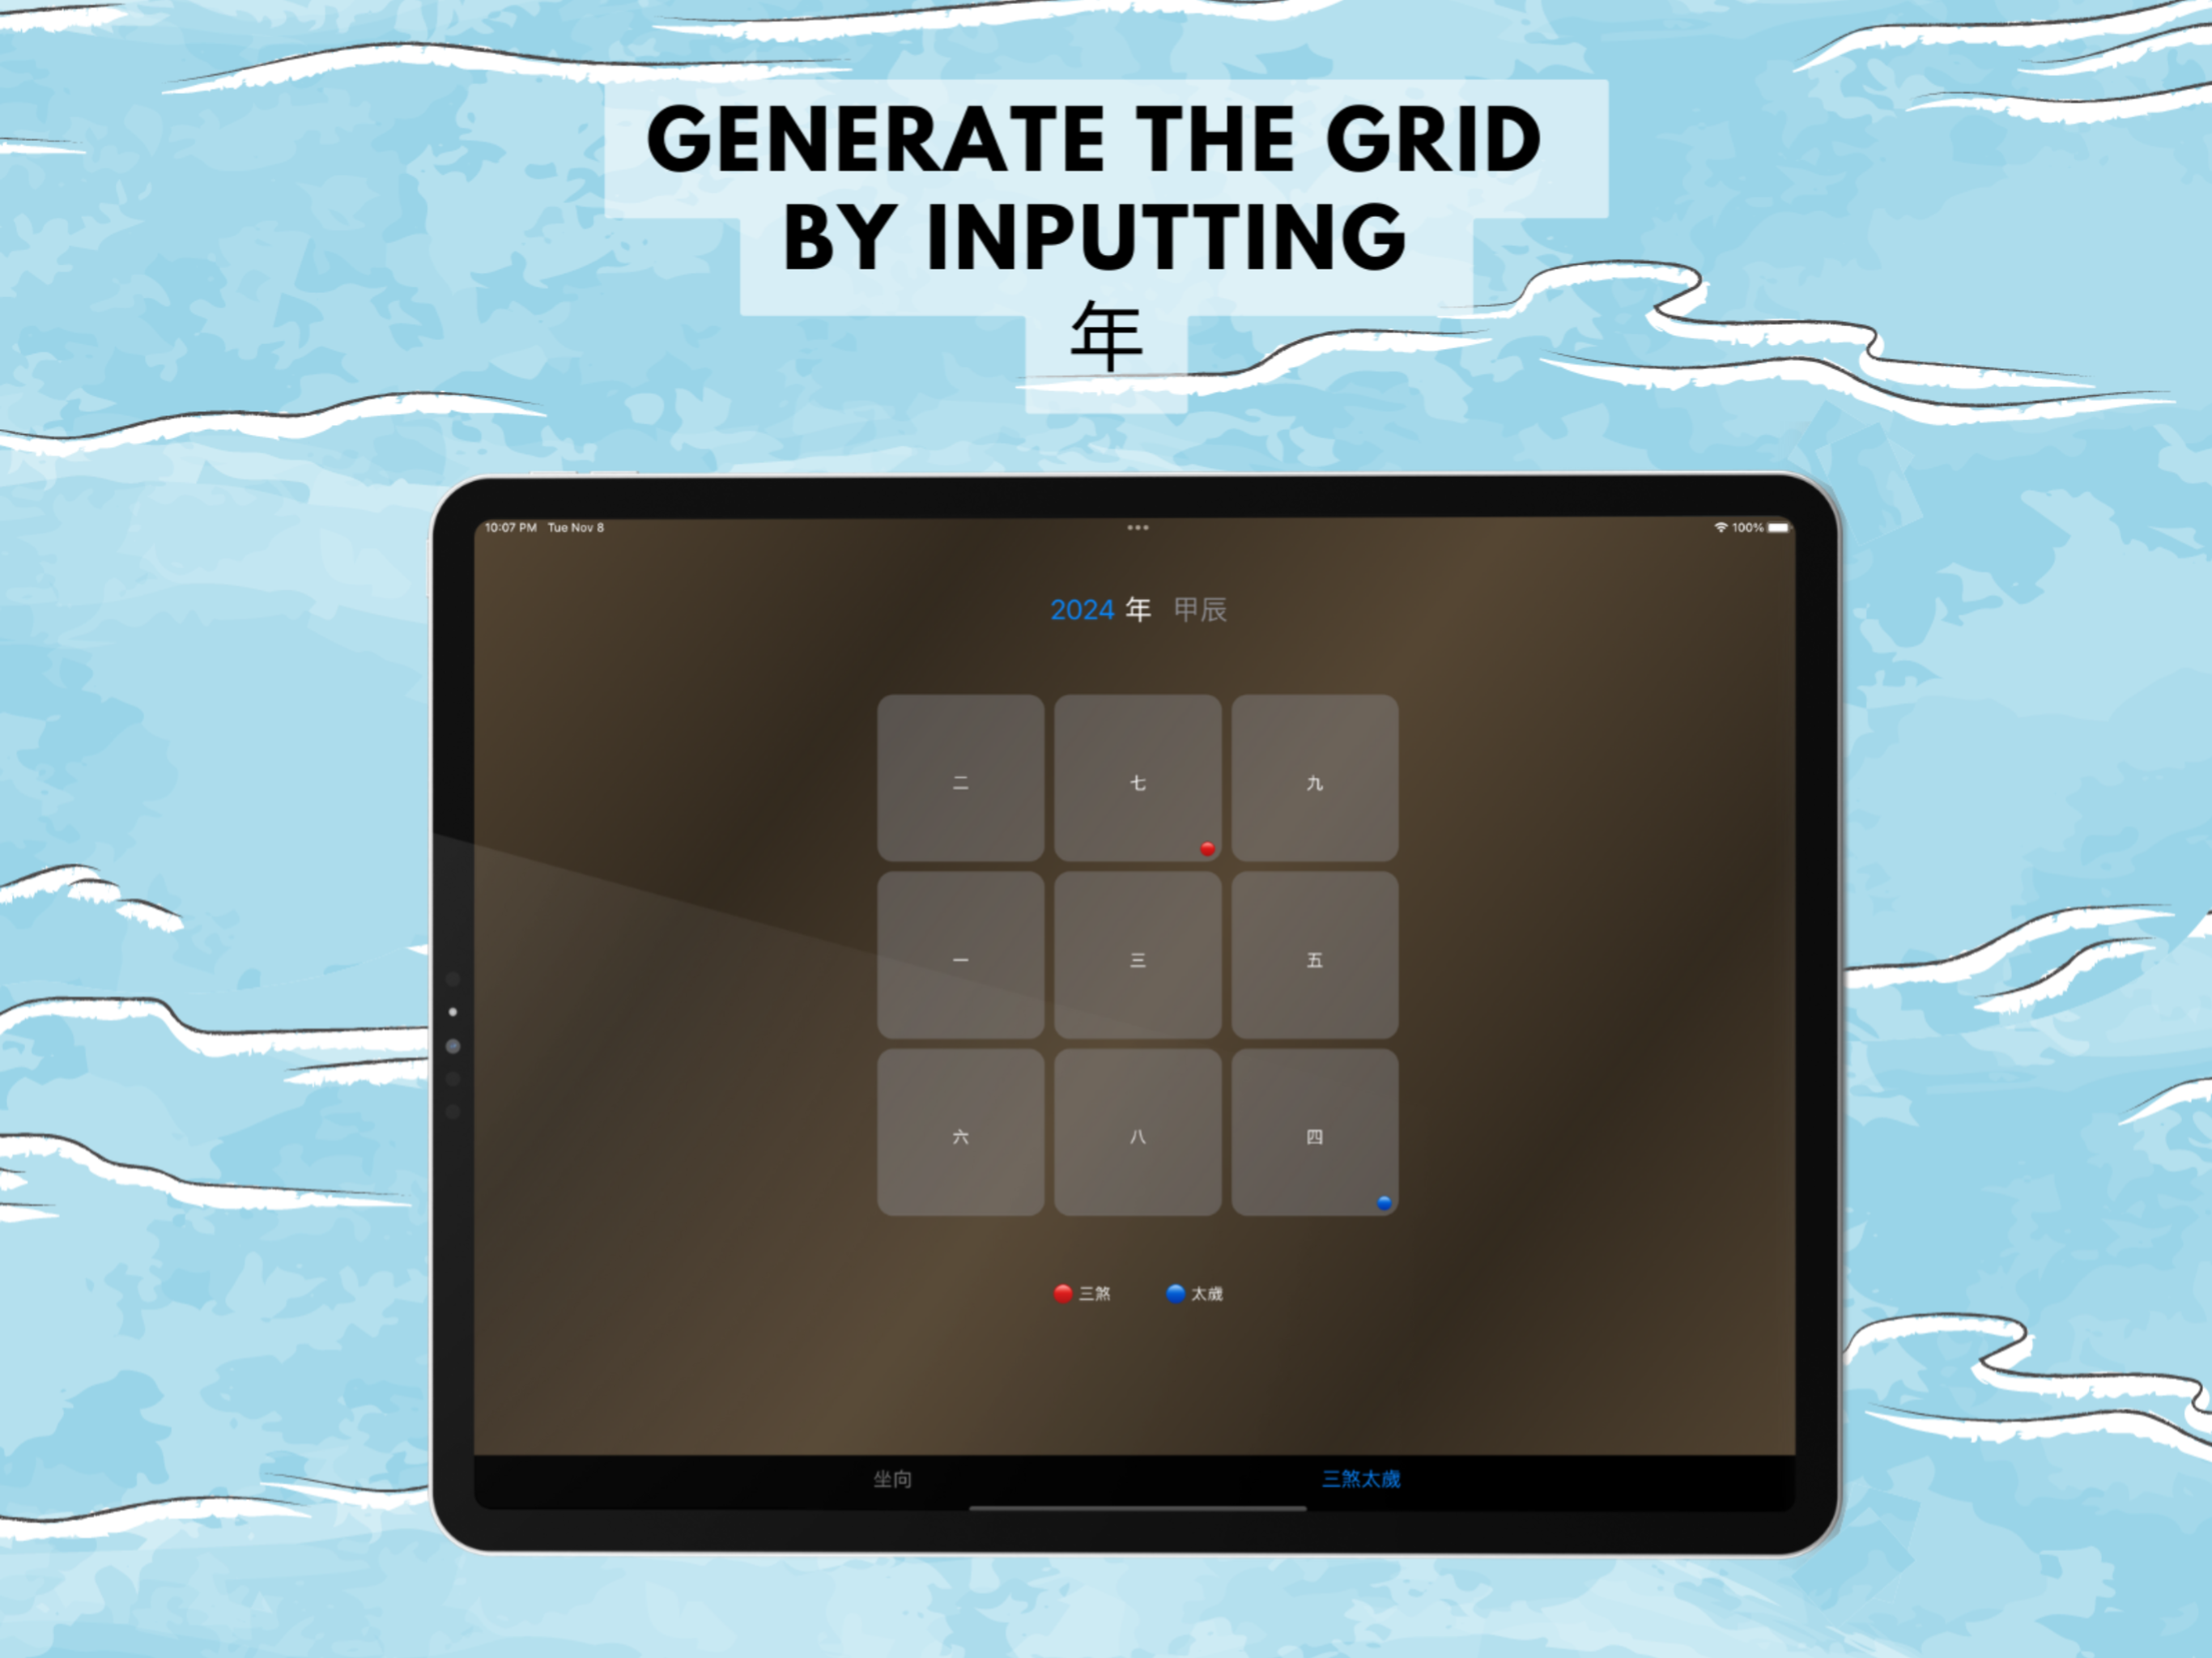 GENERATE THE GRID
BY INPUTTING
年
10:07 PM Tue Nov 8
100%
2024 年 甲辰
二 七 九
一 三 五
六 八 四
三煞 太歲
坐向 三煞太歲